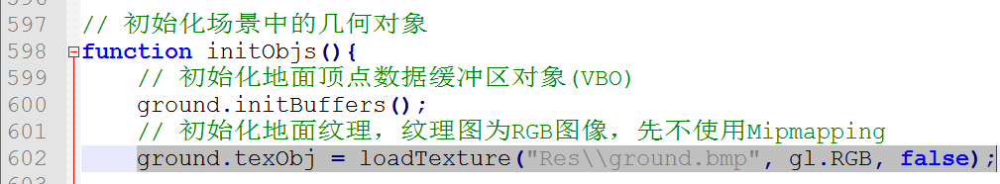 597 // 初始化场景中的几何对象
598 function initObjs(){
599 // 初始化地面顶点数据缓冲区对象(VBO)
600 ground.initBuffers();
601 // 初始化地面纹理，纹理图为RGB图像，先不使用Mipmapping
602 ground.texObj = loadTexture("Res\\ground.bmp", gl.RGB, false);